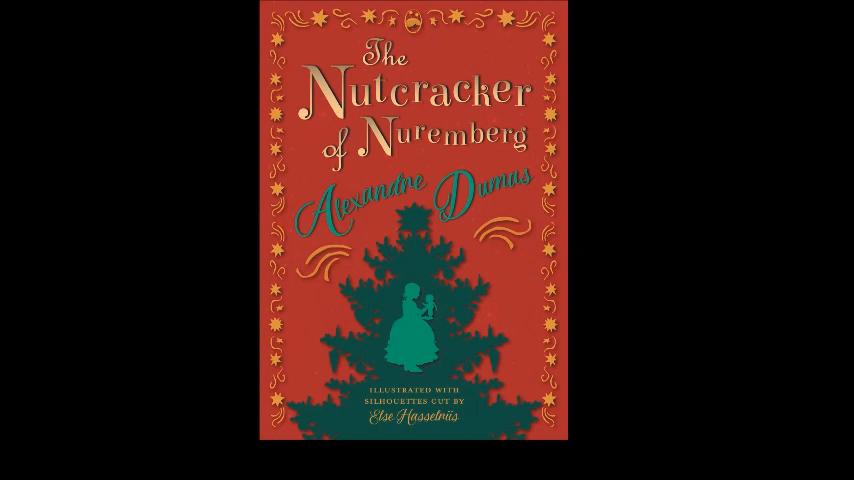 The
Nutcracker
of Nuremberg
Alexandre Dumas
ILLUSTRATED WITH
SILHOUETTES CUT BY
Else Hasselriis